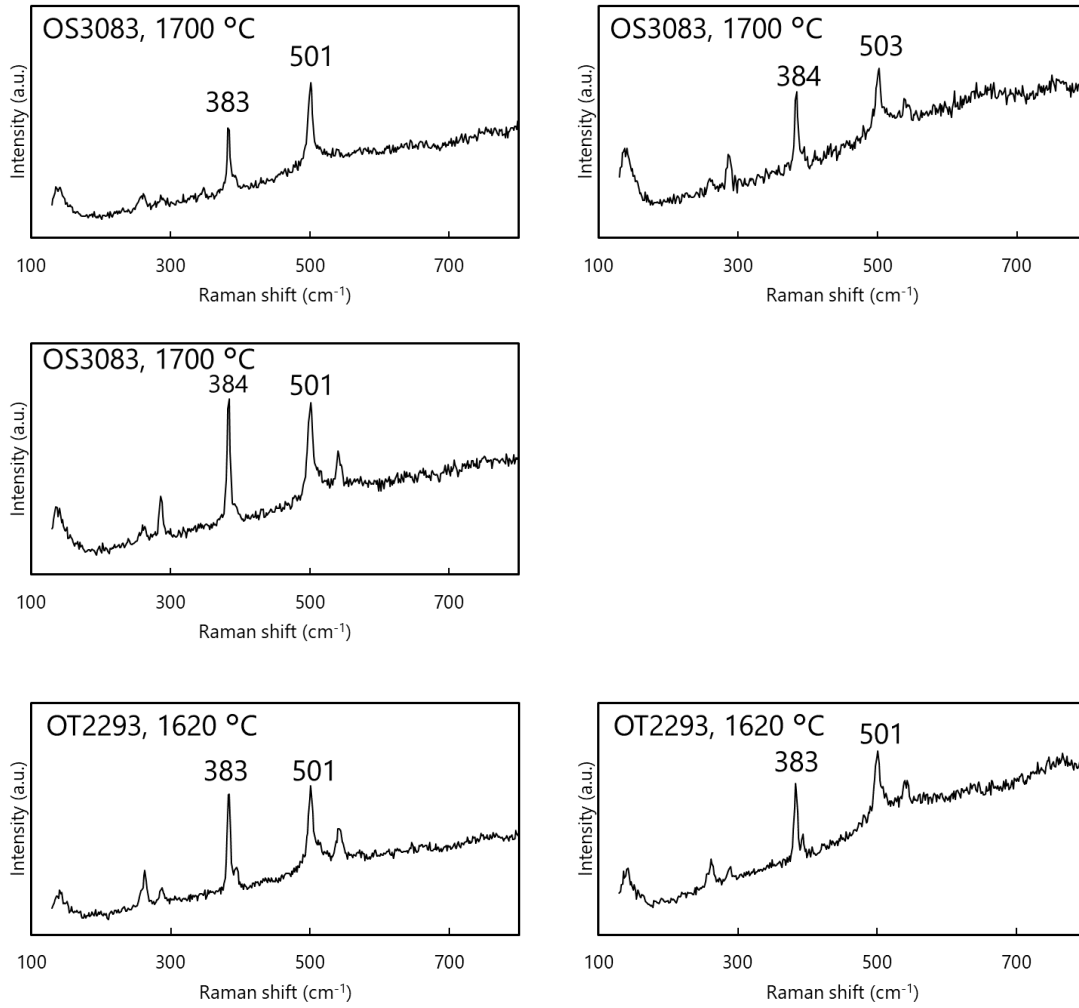 OS3083, 1700 °C
501
383
Intensity (a.u.)
100 300 500 700
Raman shift (cm-1)
OS3083, 1700 °C
503
384
Intensity (a.u.)
100 300 500 700
Raman shift (cm-1)
OS3083, 1700 °C
384 501
Intensity (a.u.)
100 300 500 700
Raman shift (cm-1)
OT2293, 1620 °C
383 501
Intensity (a.u.)
100 300 500 700
Raman shift (cm-1)
OT2293, 1620 °C
501
383
Intensity (a.u.)
100 300 500 700
Raman shift (cm-1)